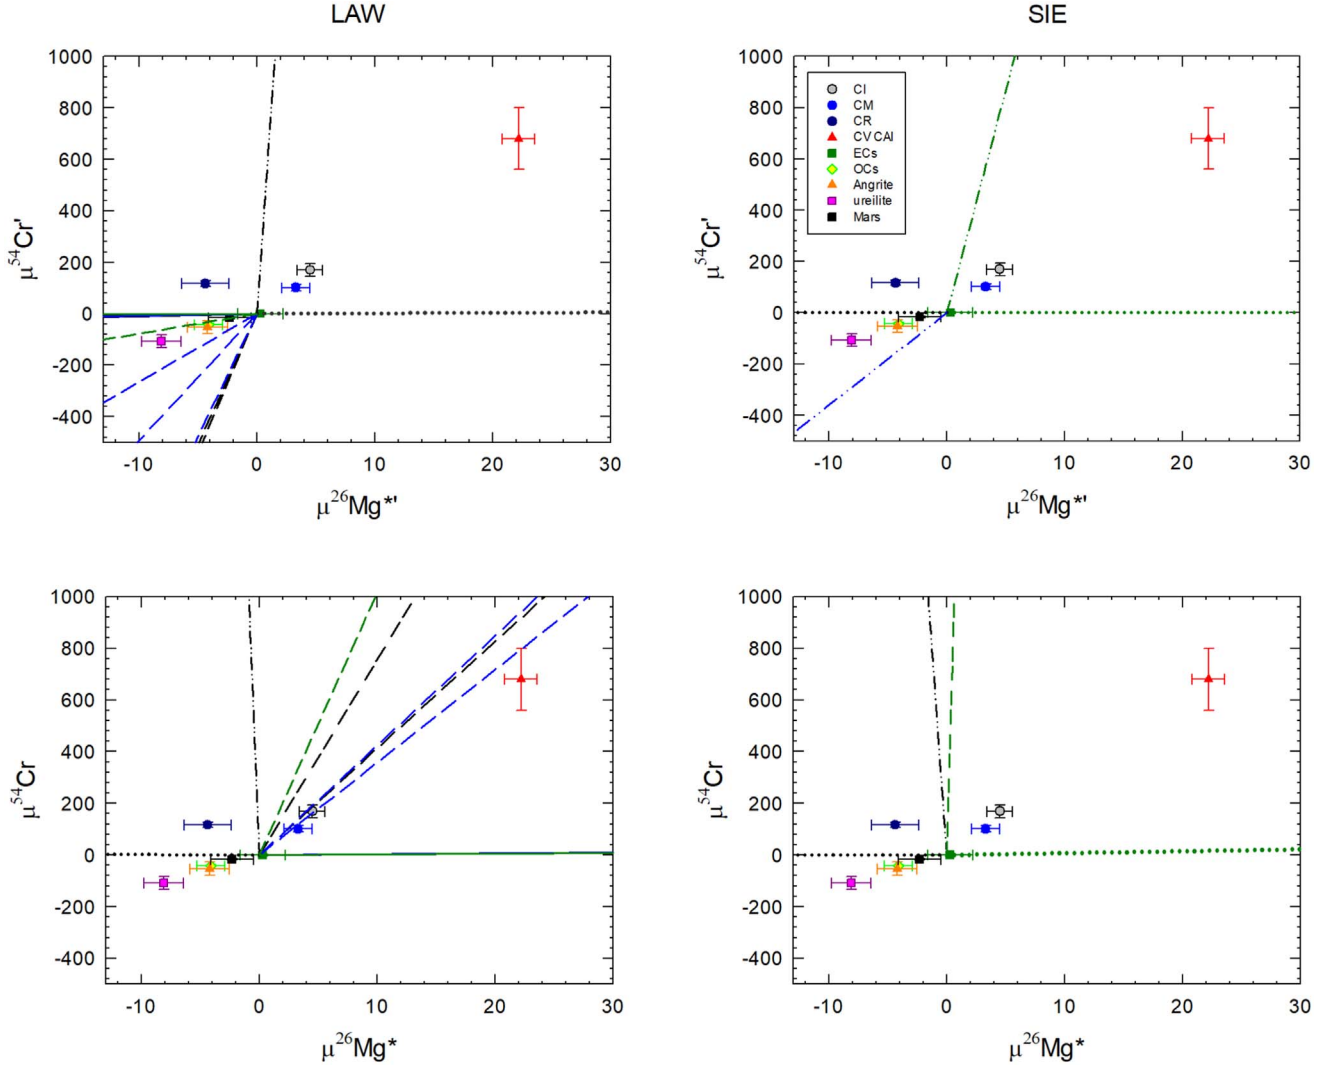 LAW
SIE
1000
800
600
400
200
0
-200
-400
μ⁵⁴Cr'
-10
0
10
20
30
μ²⁶Mg*'
1000
800
600
400
200
0
-200
-400
μ⁵⁴Cr'
CI
CM
CR
CV CAI
ECs
OCs
Angrite
ureilite
Mars
-10
0
10
20
30
μ²⁶Mg*'
1000
800
600
400
200
0
-200
-400
μ⁵⁴Cr
-10
0
10
20
30
μ²⁶Mg*
1000
800
600
400
200
0
-200
-400
μ⁵⁴Cr
-10
0
10
20
30
μ²⁶Mg*